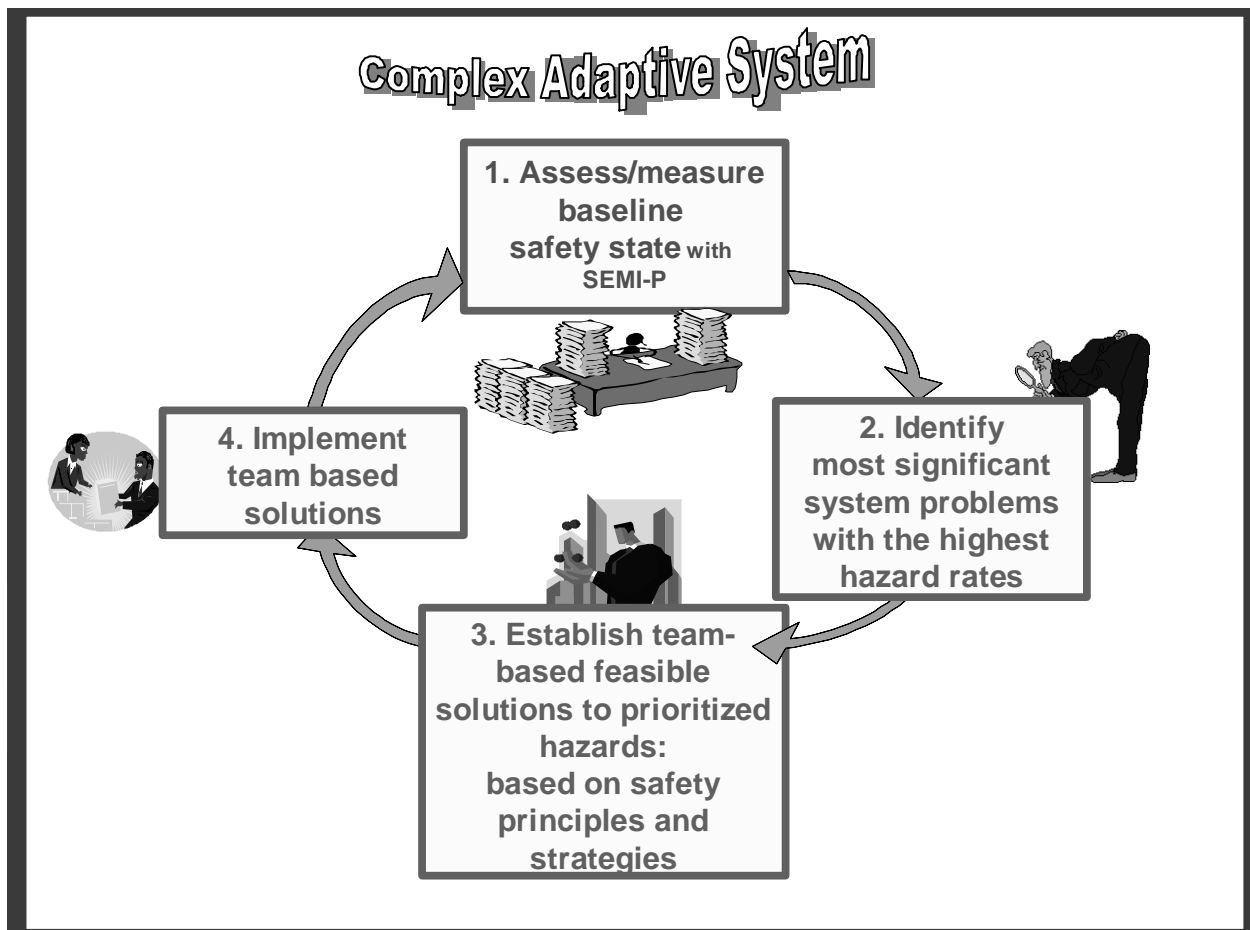 Complex Adaptive System
1. Assess/measure
baseline
safety state with
SEMI-P
2. Identify
most significant
system problems
with the highest
hazard rates
3. Establish team-
based feasible
solutions to prioritized
hazards:
based on safety
principles and
strategies
4. Implement
team based
solutions